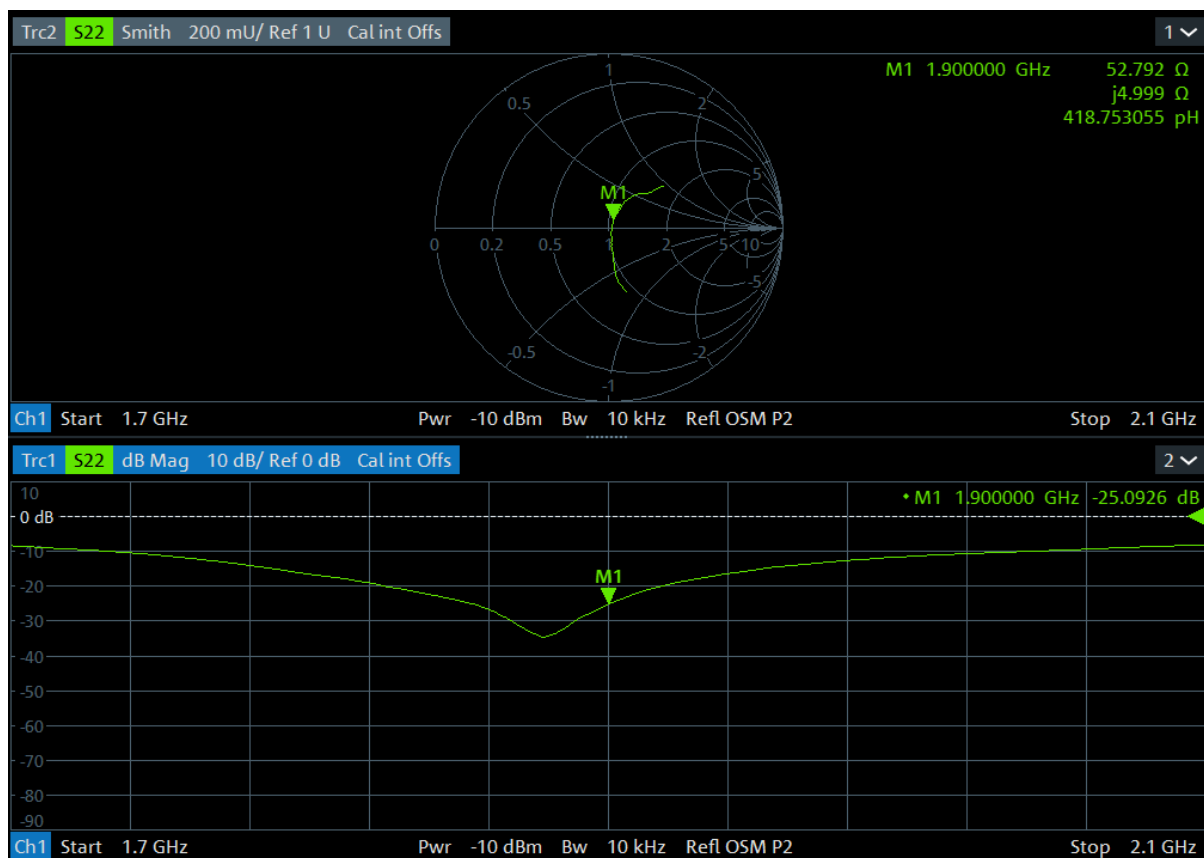 Trc2 S22 Smith 200 mU/ Ref 1 U Cal int Offs 1
M1 1.900000 GHz 52.792 Ω
j4.999 Ω
418.753055 pH
1
0.5 2
5
M1
0 0.2 0.5 1 2 5 10
-5
-0.5 -2
-1
Ch1 Start 1.7 GHz Pwr -10 dBm Bw 10 kHz Refl OSM P2 Stop 2.1 GHz
Trc1 S22 dB Mag 10 dB/ Ref 0 dB Cal int Offs 2
10
M1 1.900000 GHz -25.0926 dB
0 dB
-10
M1
-20
-30
-40
-50
-60
-70
-80
-90
Ch1 Start 1.7 GHz Pwr -10 dBm Bw 10 kHz Refl OSM P2 Stop 2.1 GHz